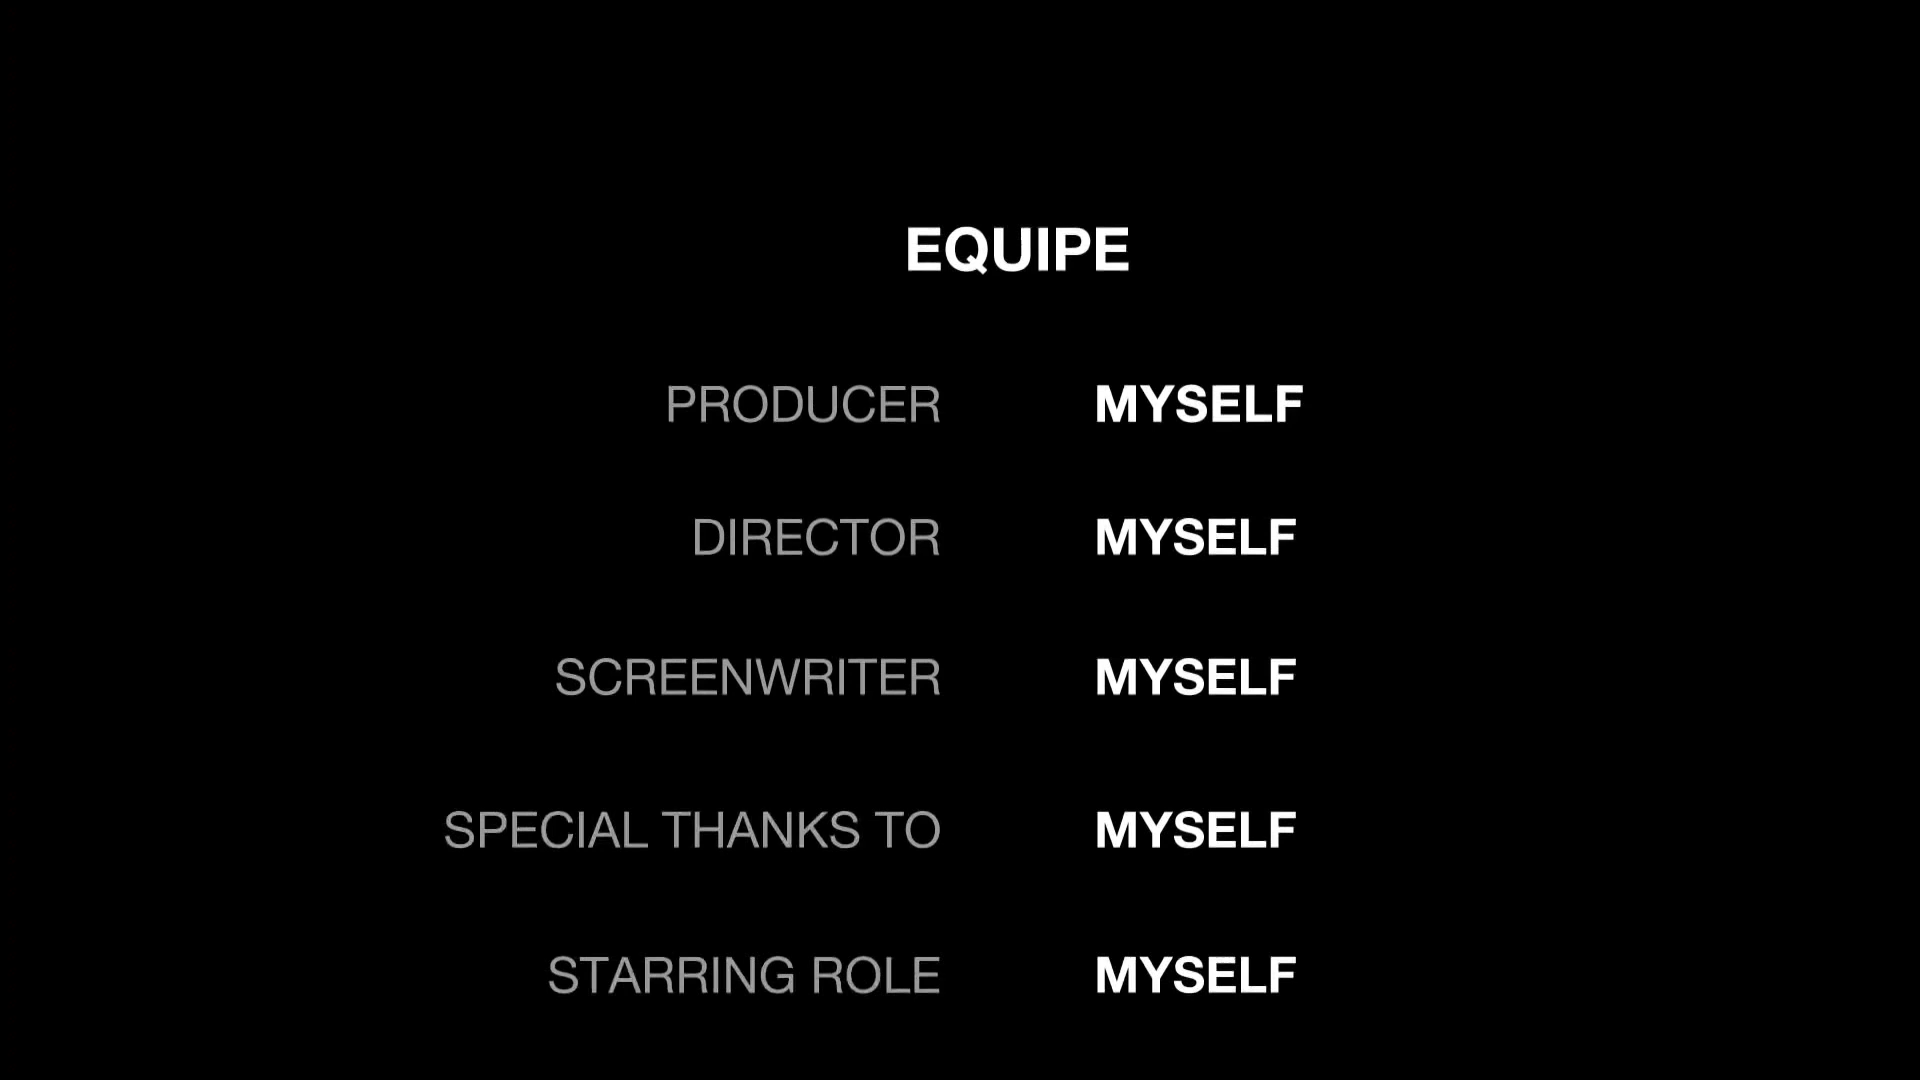 EQUIPE
PRODUCER MYSELF
DIRECTOR MYSELF
SCREENWRITER MYSELF
SPECIAL THANKS TO MYSELF
STARRING ROLE MYSELF